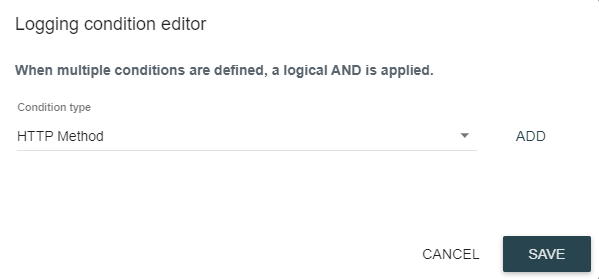 Logging condition editor
When multiple conditions are defined, a logical AND is applied.
Condition type
HTTP Method
ADD
CANCEL
SAVE